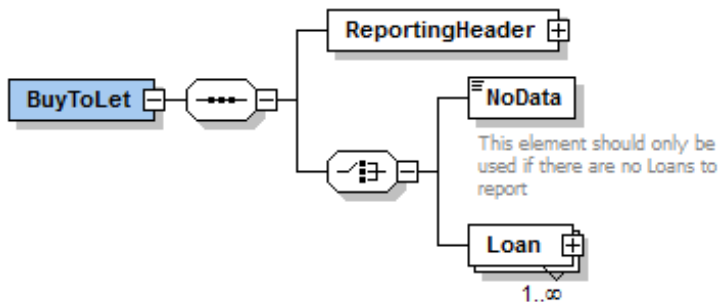 ReportingHeader
BuyToLet
NoData
This element should only be
used if there are no Loans to
report
Loan
1..∞